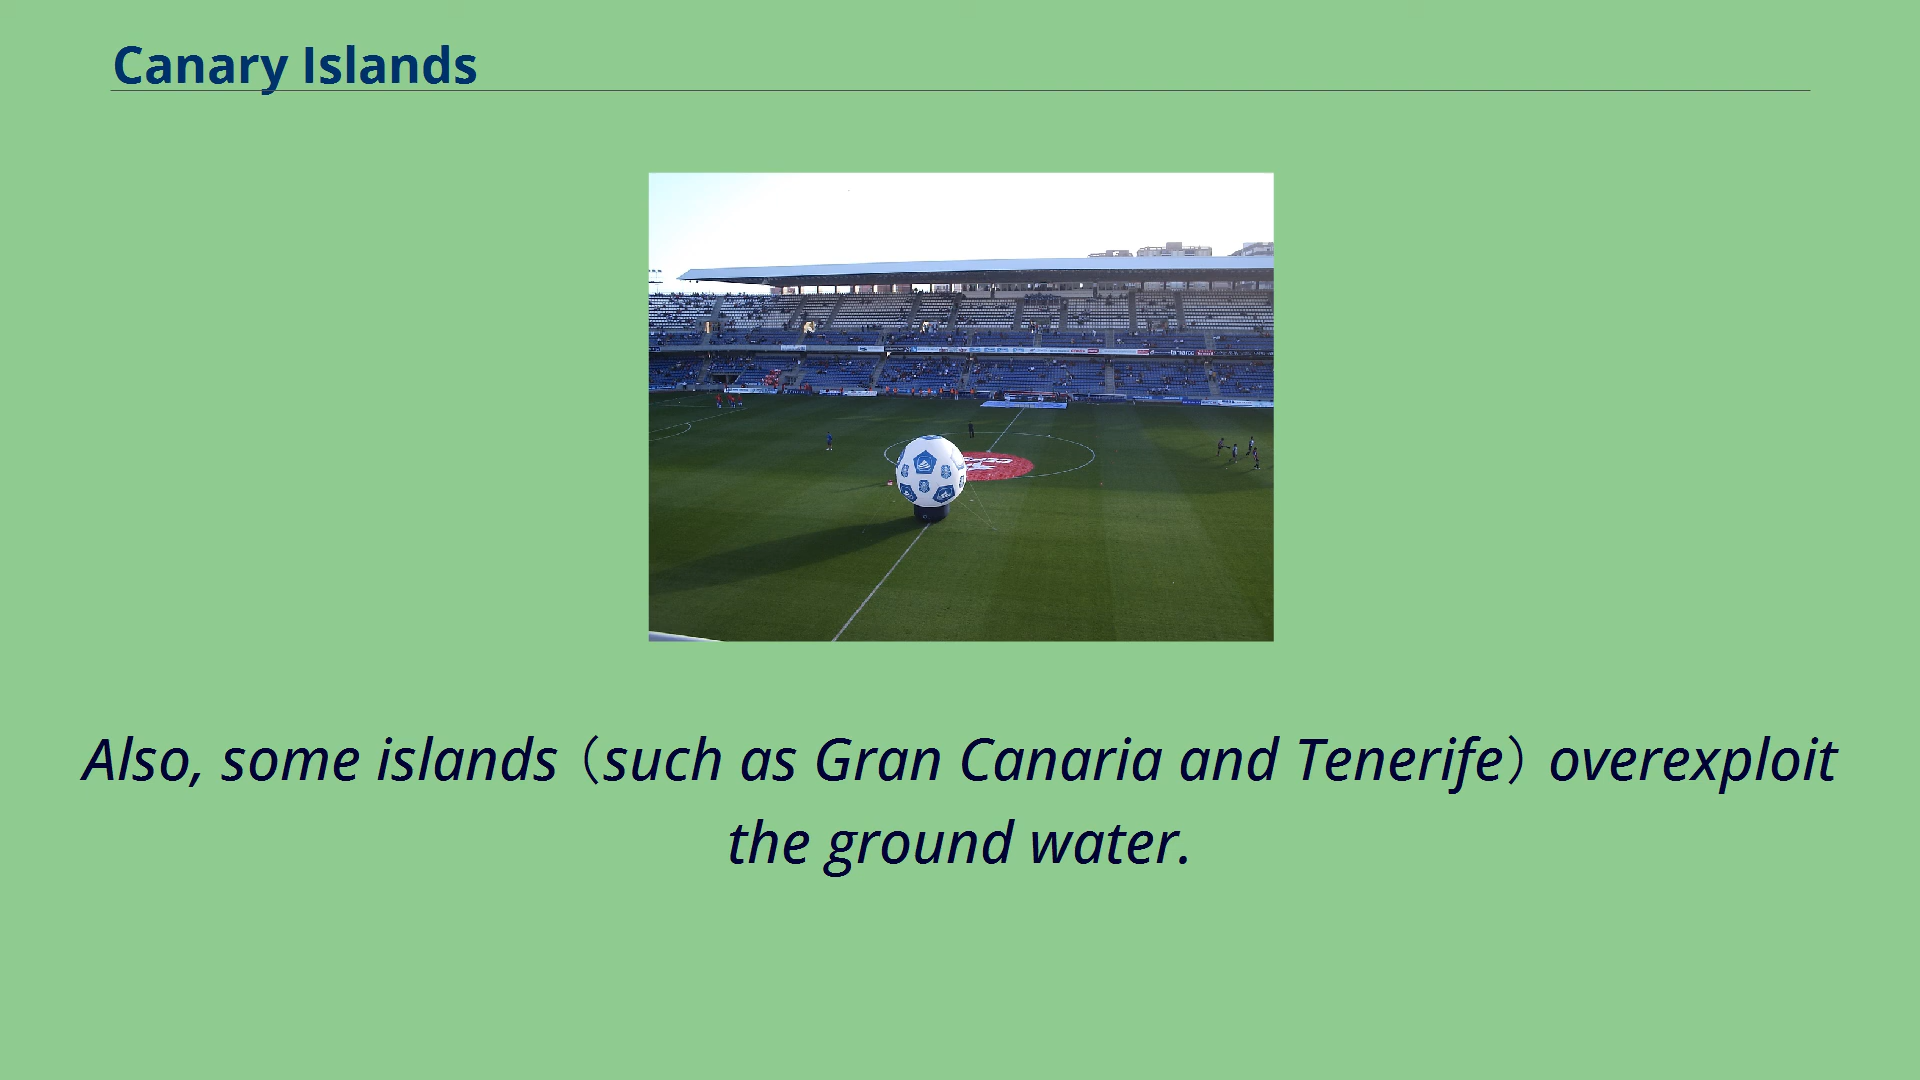 Canary Islands
Also, some islands （such as Gran Canaria and Tenerife） overexploit
the ground water.